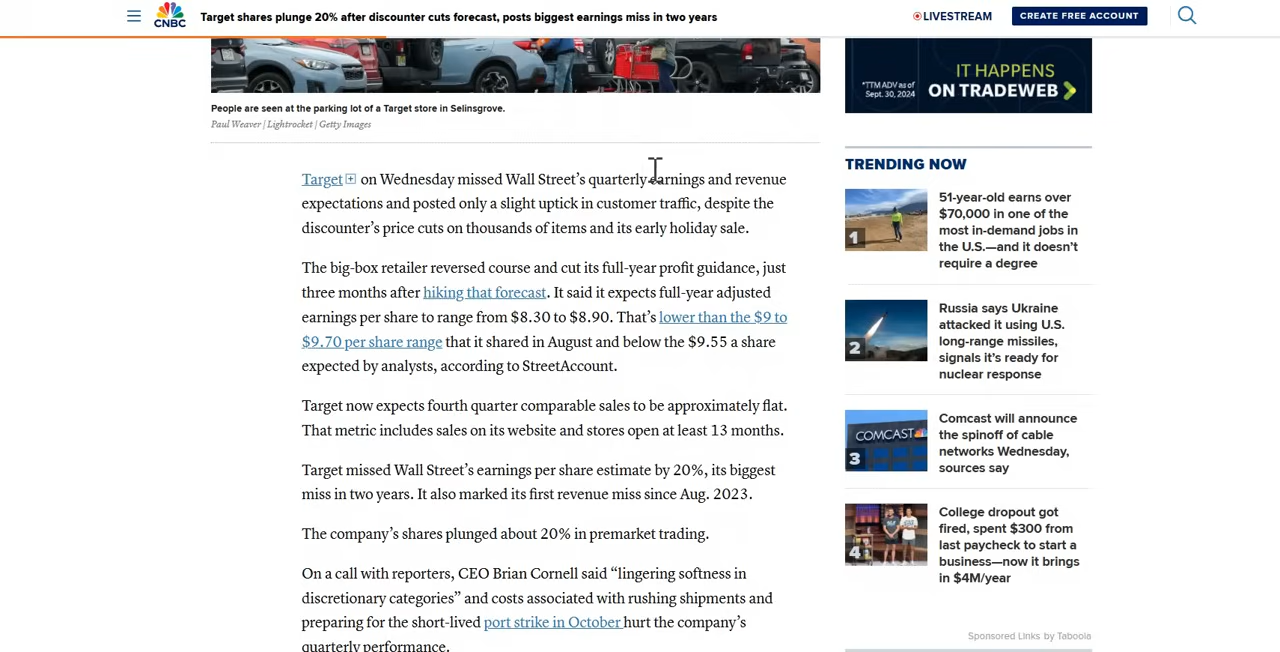 CNBC
Target shares plunge 20% after discounter cuts forecast, posts biggest earnings miss in two years
LIVESTREAM
CREATE FREE ACCOUNT
People are seen at the parking lot of a Target store in Selinsgrove.
Paul Weaver | Lightrocket | Getty Images
Target on Wednesday missed Wall Street’s quarterly earnings and revenue
expectations and posted only a slight uptick in customer traffic, despite the
discounter’s price cuts on thousands of items and its early holiday sale.
The big-box retailer reversed course and cut its full-year profit guidance, just
three months after hiking that forecast. It said it expects full-year adjusted
earnings per share to range from $8.30 to $8.90. That’s lower than the $9 to
$9.70 per share range that it shared in August and below the $9.55 a share
expected by analysts, according to StreetAccount.
Target now expects fourth quarter comparable sales to be approximately flat.
That metric includes sales on its website and stores open at least 13 months.
Target missed Wall Street’s earnings per share estimate by 20%, its biggest
miss in two years. It also marked its first revenue miss since Aug. 2023.
The company’s shares plunged about 20% in premarket trading.
On a call with reporters, CEO Brian Cornell said “lingering softness in
discretionary categories” and costs associated with rushing shipments and
preparing for the short-lived port strike in October hurt the company’s
quarterly performance.
*TTM ADV as of
Sept. 30, 2024
IT HAPPENS
ON TRADEWEB
TRENDING NOW
1
51-year-old earns over
$70,000 in one of the
most in-demand jobs in
the U.S.—and it doesn’t
require a degree
2
Russia says Ukraine
attacked it using U.S.
long-range missiles,
signals it’s ready for
nuclear response
COMCAST
3
Comcast will announce
the spinoff of cable
networks Wednesday,
sources say
4
College dropout got
fired, spent $300 from
last paycheck to start a
business—now it brings
in $4M/year
Sponsored Links by Taboola